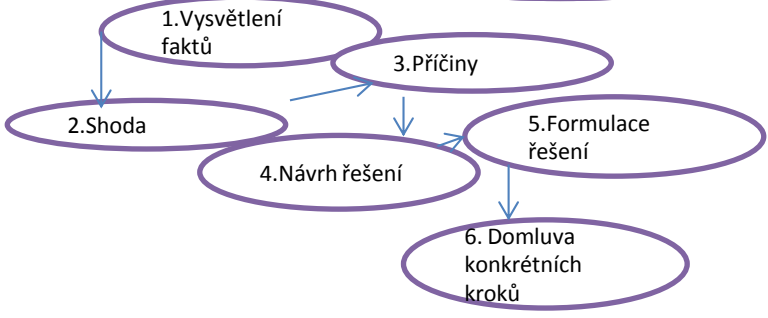 1.Vysvětlení
faktů
2.Shoda
3.Příčiny
4.Návrh řešení
5.Formulace
řešení
6. Domluva
konkrétních
kroků